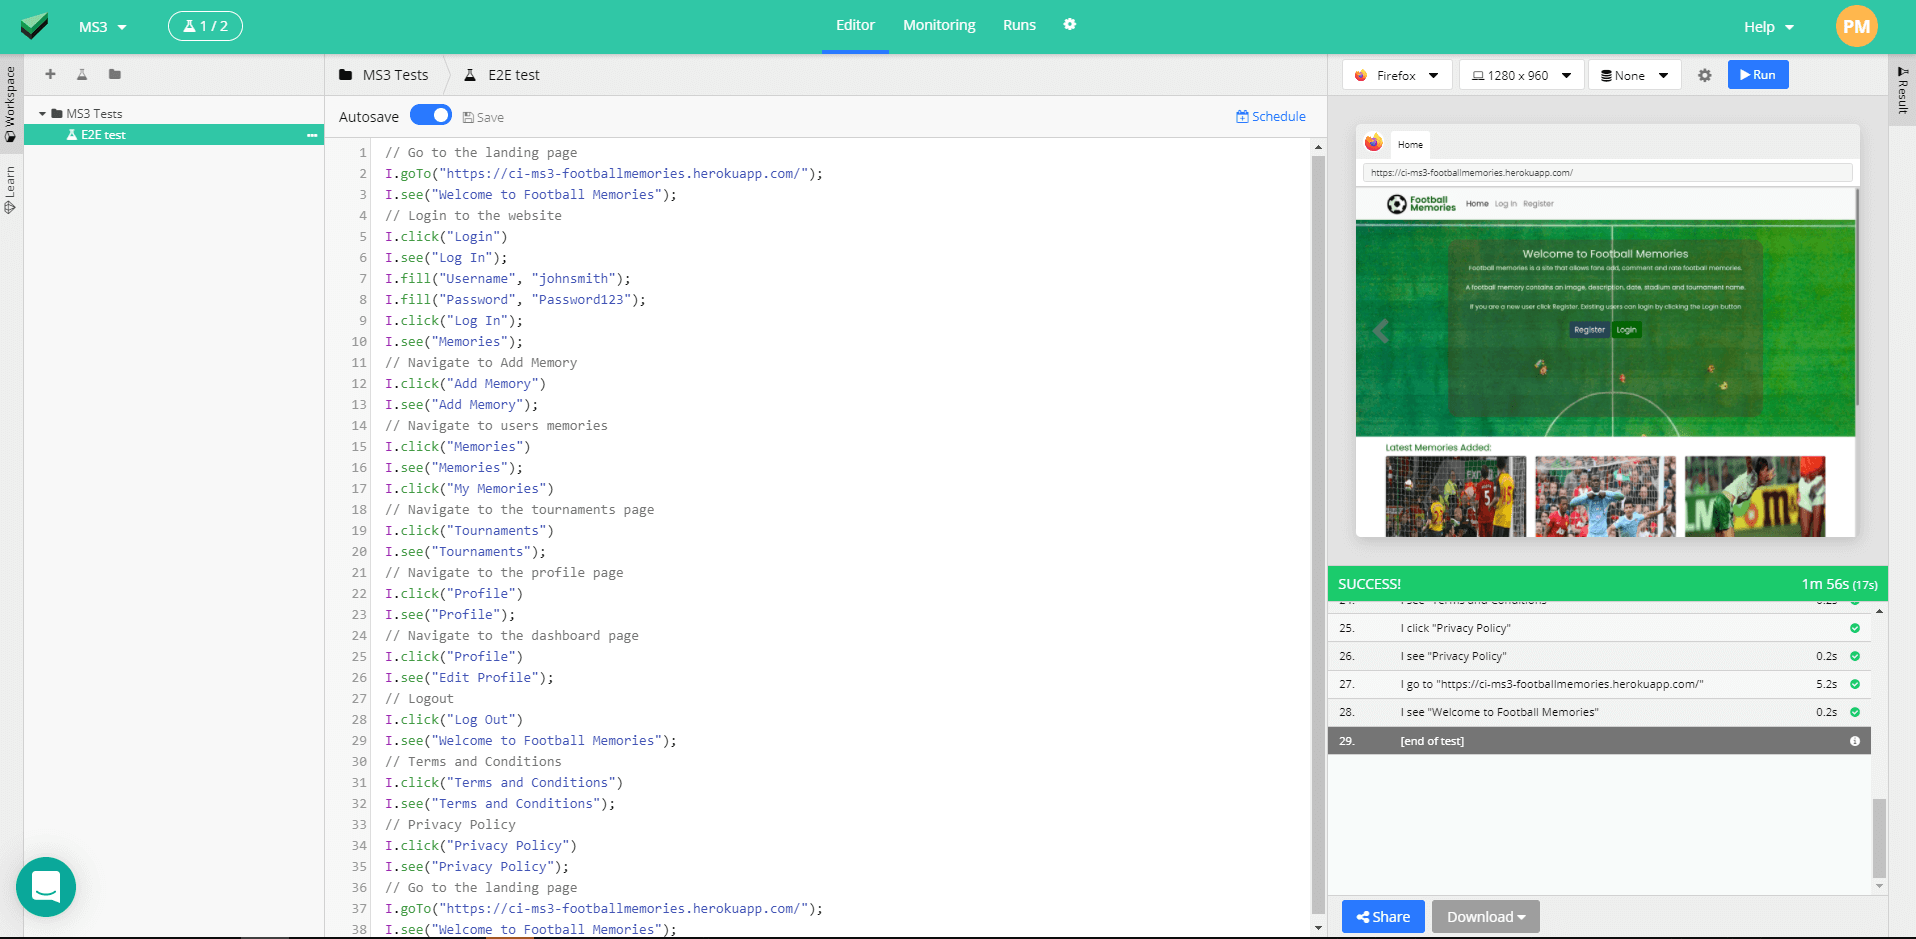 MS3
1 / 2
Editor
Monitoring
Runs
Help
PM
Workspace
Learn
MS3 Tests
E2E test
MS3 Tests
E2E test
Autosave
Save
Schedule
1 // Go to the landing page
2 I.goTo("https://ci-ms3-footballmemories.herokuapp.com/");
3 I.see("Welcome to Football Memories");
4 // Login to the website
5 I.click("Login")
6 I.see("Log In");
7 I.fill("Username", "johnsmith");
8 I.fill("Password", "Password123");
9 I.click("Log In");
10 I.see("Memories");
11 // Navigate to Add Memory
12 I.click("Add Memory")
13 I.see("Add Memory");
14 // Navigate to users memories
15 I.click("Memories")
16 I.see("Memories");
17 I.click("My Memories")
18 // Navigate to the tournaments page
19 I.click("Tournaments")
20 I.see("Tournaments");
21 // Navigate to the profile page
22 I.click("Profile")
23 I.see("Profile");
24 // Navigate to the dashboard page
25 I.click("Profile")
26 I.see("Edit Profile");
27 // Logout
28 I.click("Log Out")
29 I.see("Welcome to Football Memories");
30 // Terms and Conditions
31 I.click("Terms and Conditions")
32 I.see("Terms and Conditions");
33 // Privacy Policy
34 I.click("Privacy Policy")
35 I.see("Privacy Policy");
36 // Go to the landing page
37 I.goTo("https://ci-ms3-footballmemories.herokuapp.com/");
38 I.see("Welcome to Football Memories");
Firefox
1280 x 960
None
Run
Result
Home
https://ci-ms3-footballmemories.herokuapp.com/
Football Memories
Home Log In Register
Welcome to Football Memories
Football memories is a site that allows fans add, comment and rate football memories.
A football memory contains an image, description, date, stadium and tournament name.
If you are a new user click Register. Existing users can login by clicking the Login button
Register Login
Latest Memories Added:
SUCCESS! 1m 56s (17s)
24. I see "Terms and Conditions" 0.2s
25. I click "Privacy Policy"
26. I see "Privacy Policy" 0.2s
27. I go to "https://ci-ms3-footballmemories.herokuapp.com/" 5.2s
28. I see "Welcome to Football Memories" 0.2s
29. [end of test]
Share
Download